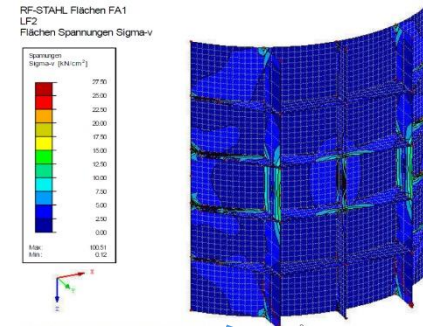 RF-STAHL Flächen FA1
LF2
Flächen Spannungen Sigma-v
Spannungen
Sigma-v [kN/cm²]
27.50
25.00
22.50
20.00
17.50
15.00
12.50
10.00
7.50
5.00
2.50
0.00
Max: 100.51
Min: 0.12
X
Y
Z